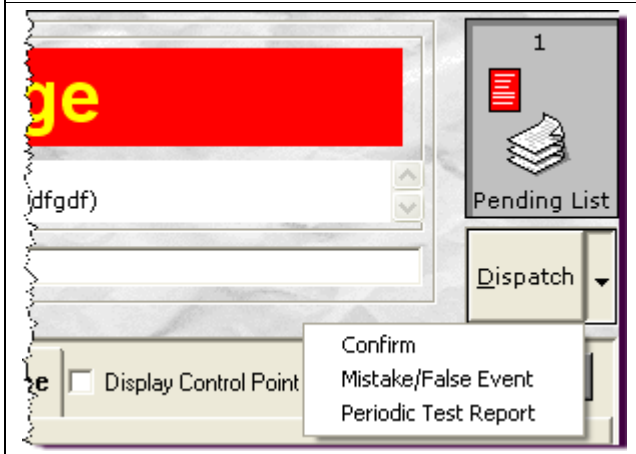 1
ge
dfgdf)
Pending List
Dispatch
Confirm
e Display Control Point
Mistake/False Event
Periodic Test Report